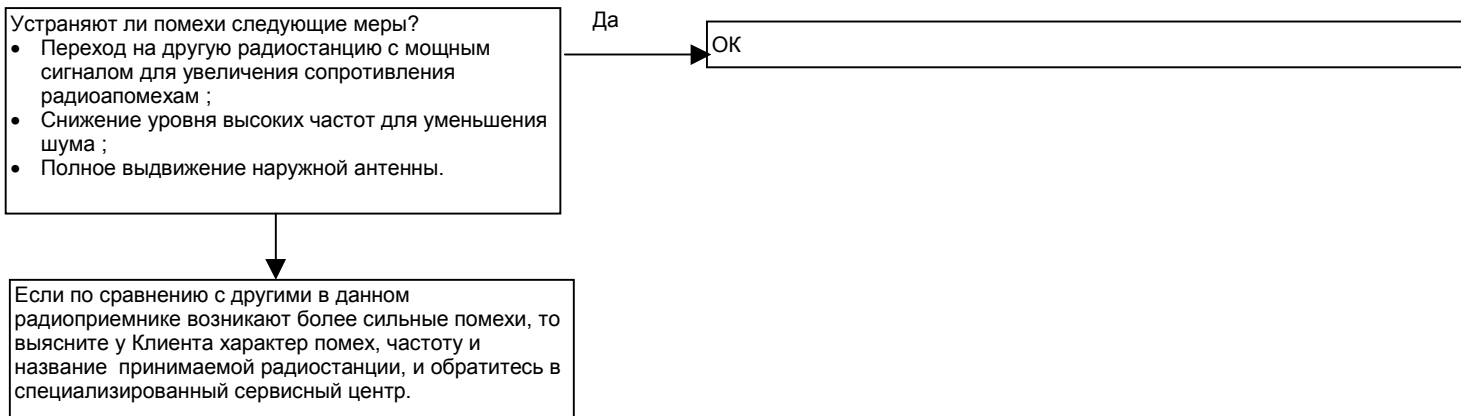 Устраняют ли помехи следующие меры?
• Переход на другую радиостанцию с мощным
сигналом для увеличения сопротивления
радиоапомехам ;
• Снижение уровня высоких частот для уменьшения
шума ;
• Полное выдвижение наружной антенны.
Да
ОК
Если по сравнению с другими в данном
радиоприемнике возникают более сильные помехи, то
выясните у Клиента характер помех, частоту и
название принимаемой радиостанции, и обратитесь в
специализированный сервисный центр.